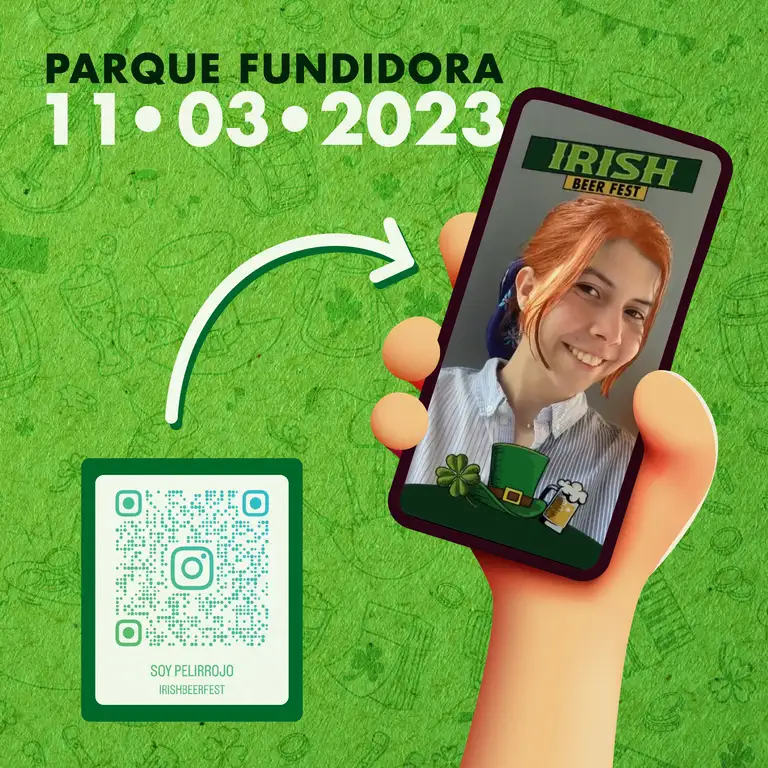 PARQUE FUNDIDORA
11•03•2023
IRISH
BEER FEST
SOY PELIRROJO
IRISHBEERFEST